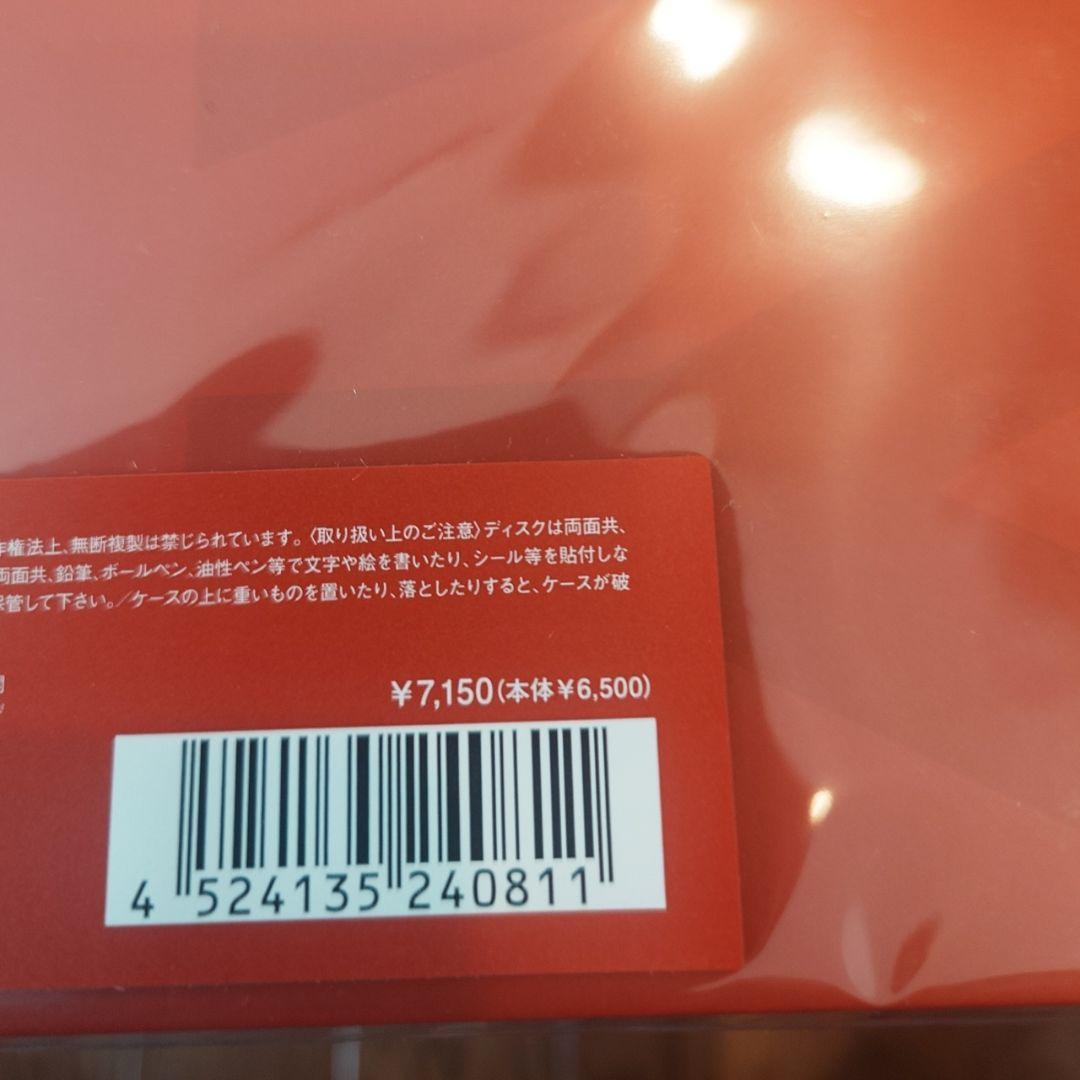 作権法上、無断複製は禁じられています。〈取り扱い上のご注意〉ディスクは両面共、
両面共、鉛筆、ボールペン、油性ペン等で文字や絵を書いたり、シール等を貼付しな
保管して下さい。/ケースの上に重いものを置いたり、落としたりすると、ケースが破
¥7,150(本体¥6,500)
4 524135 240811